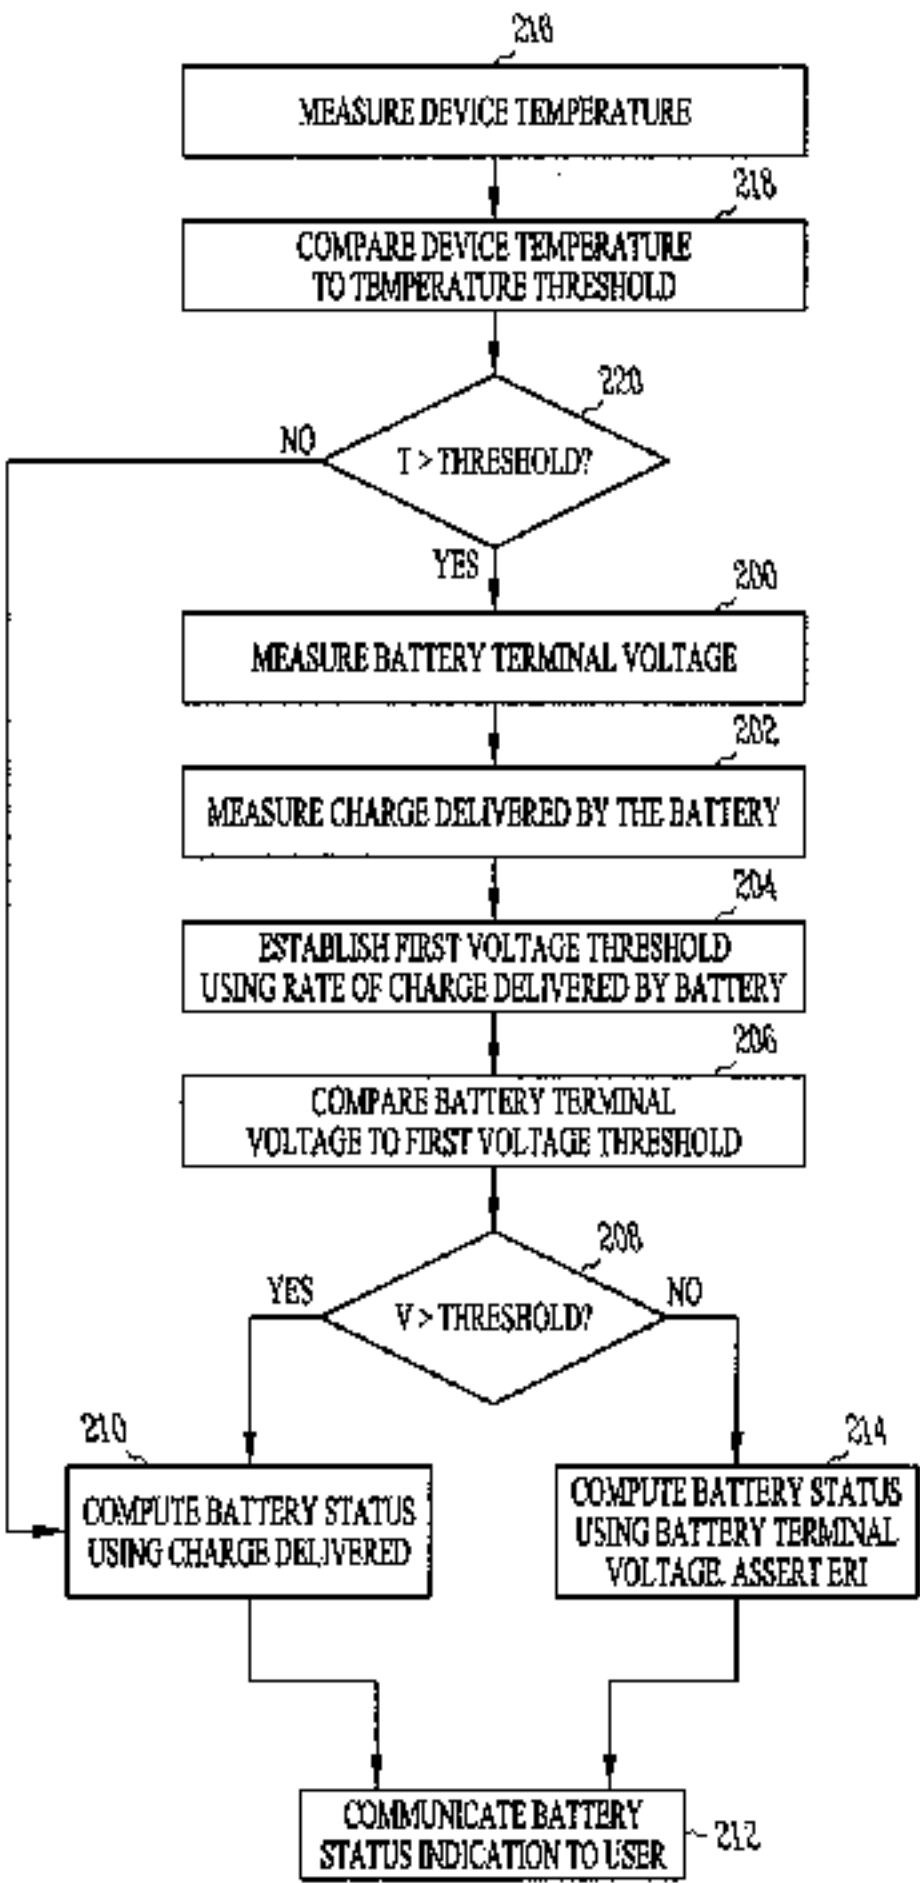 216
MEASURE DEVICE TEMPERATURE
218
COMPARE DEVICE TEMPERATURE
TO TEMPERATURE THRESHOLD
220
NO
T > THRESHOLD?
YES
200
MEASURE BATTERY TERMINAL VOLTAGE
202
MEASURE CHARGE DELIVERED BY THE BATTERY
204
ESTABLISH FIRST VOLTAGE THRESHOLD
USING RATE OF CHARGE DELIVERED BY BATTERY
206
COMPARE BATTERY TERMINAL
VOLTAGE TO FIRST VOLTAGE THRESHOLD
208
YES
V > THRESHOLD?
NO
210
COMPUTE BATTERY STATUS
USING CHARGE DELIVERED
214
COMPUTE BATTERY STATUS
USING BATTERY TERMINAL
VOLTAGE. ASSERT ERI
COMMUNICATE BATTERY
STATUS INDICATION TO USER
212